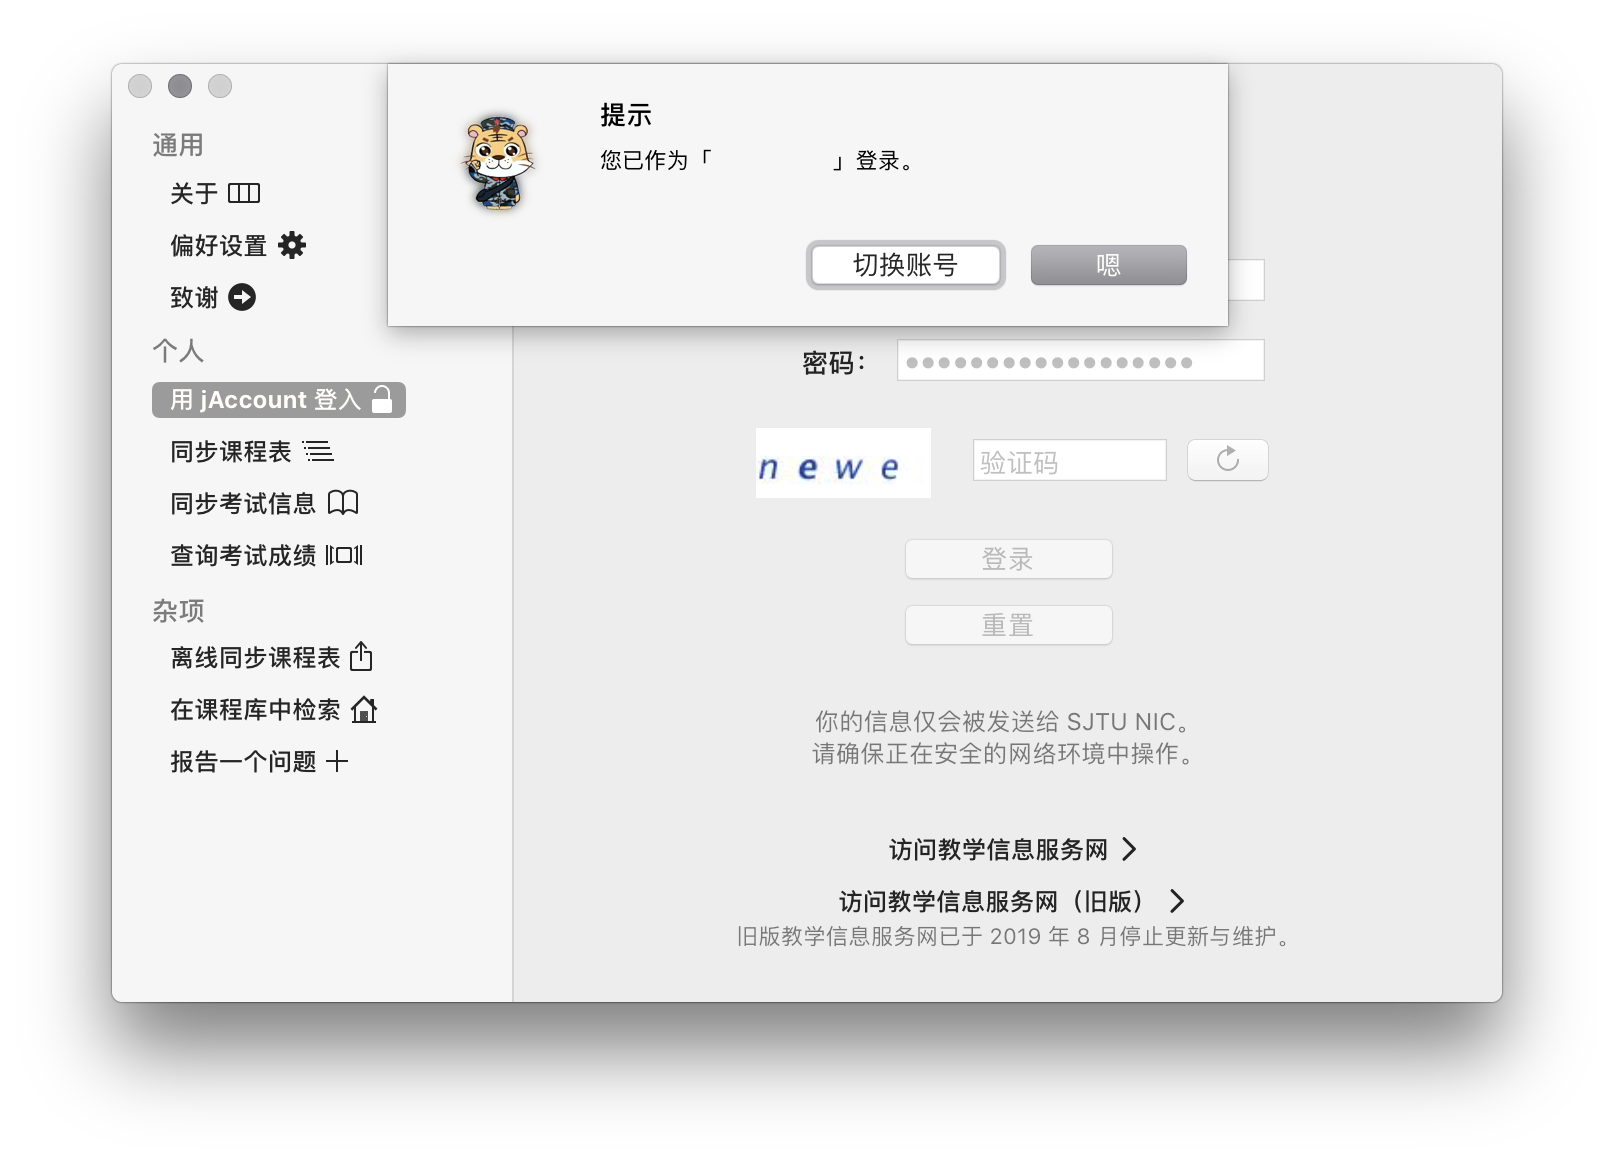 提示
您已作为「 」登录。
切换账号
嗯
通用
关于
偏好设置
致谢
个人
用 jAccount 登入
同步课程表
同步考试信息
查询考试成绩
杂项
离线同步课程表
在课程库中检索
报告一个问题
密码：
newe
验证码
登录
重置
你的信息仅会被发送给 SJTU NIC。
请确保正在安全的网络环境中操作。
访问教学信息服务网
访问教学信息服务网（旧版）
旧版教学信息服务网已于 2019 年 8 月停止更新与维护。